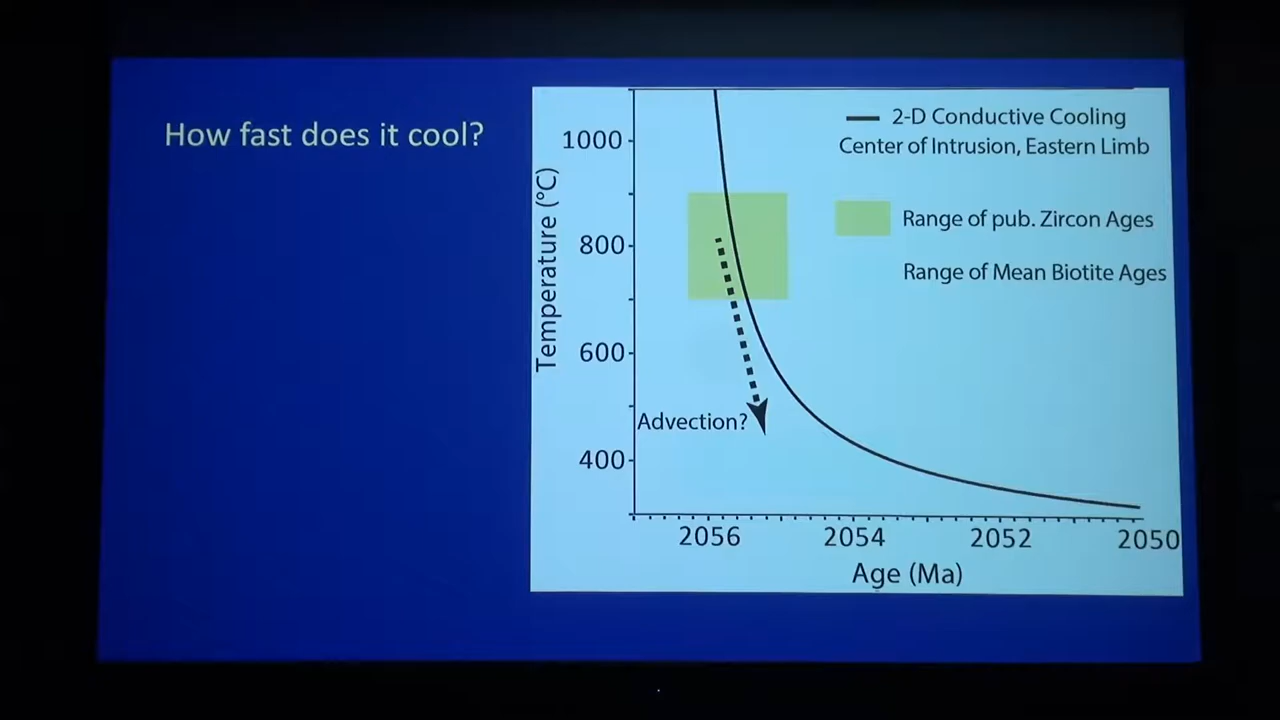 How fast does it cool?
2-D Conductive Cooling
Center of Intrusion, Eastern Limb
Range of pub. Zircon Ages
Range of Mean Biotite Ages
Temperature (°C)
1000
800
600
400
Advection?
2056
2054
2052
2050
Age (Ma)